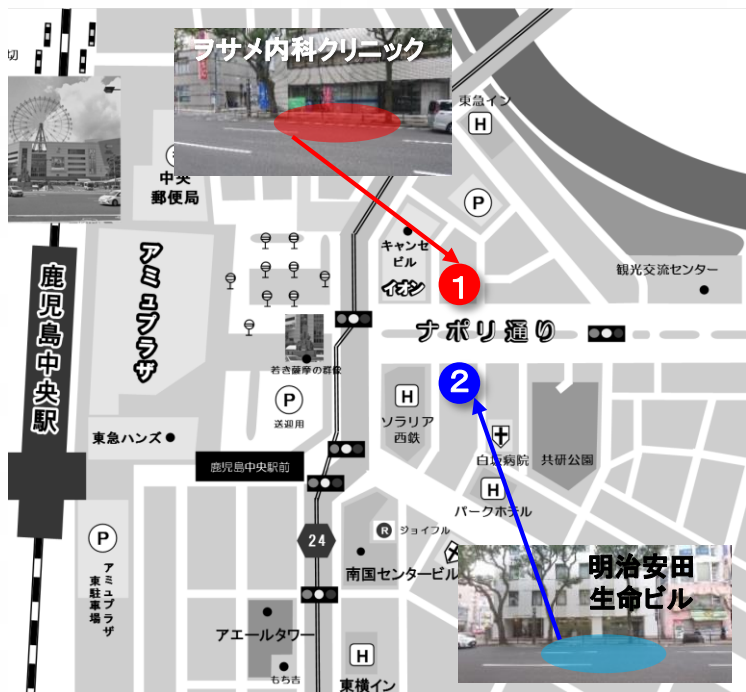 切
ヲサメ内科クリニック
東急イン
H
中央
郵便局
P
キャンセ
ビル
イオン
1
観光交流センター
アミュプラザ
鹿児島中央駅
ナポリ通り
若き薩摩の群像
P
送迎用
H
ソラリア
西鉄
2
白坂病院
共研公園
東急ハンズ
鹿児島中央駅前
H
パークホテル
P
アミュプラザ
東駐車場
24
R
ジョイフル
南国センタービル
明治安田
生命ビル
アエールタワー
もち吉
H
東横イン